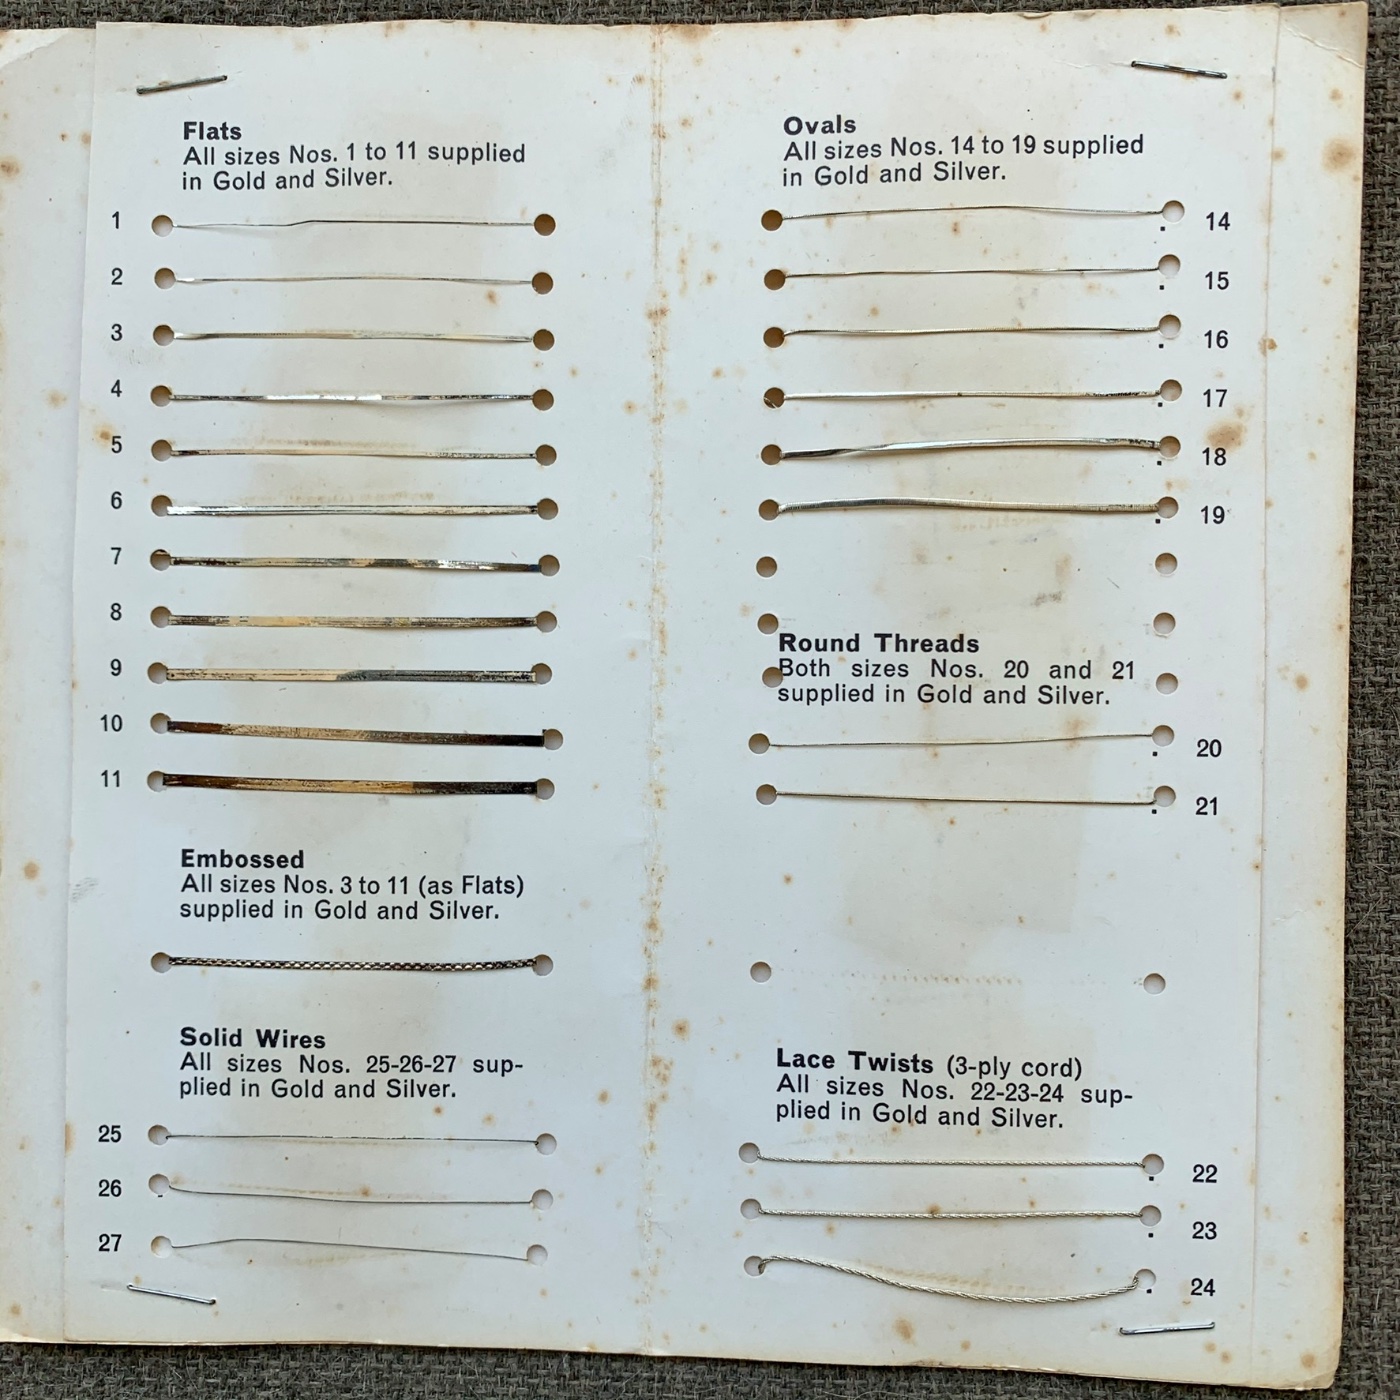 Flats
All sizes Nos. 1 to 11 supplied
in Gold and Silver.
1
2
3
4
5
6
7
8
9
10
11
Embossed
All sizes Nos. 3 to 11 (as Flats)
supplied in Gold and Silver.
Solid Wires
All sizes Nos. 25-26-27 sup-
plied in Gold and Silver.
25
26
27
Ovals
All sizes Nos. 14 to 19 supplied
in Gold and Silver.
14
15
16
17
18
19
Round Threads
Both sizes Nos. 20 and 21
supplied in Gold and Silver.
20
21
Lace Twists (3-ply cord)
All sizes Nos. 22-23-24 sup-
plied in Gold and Silver.
22
23
24